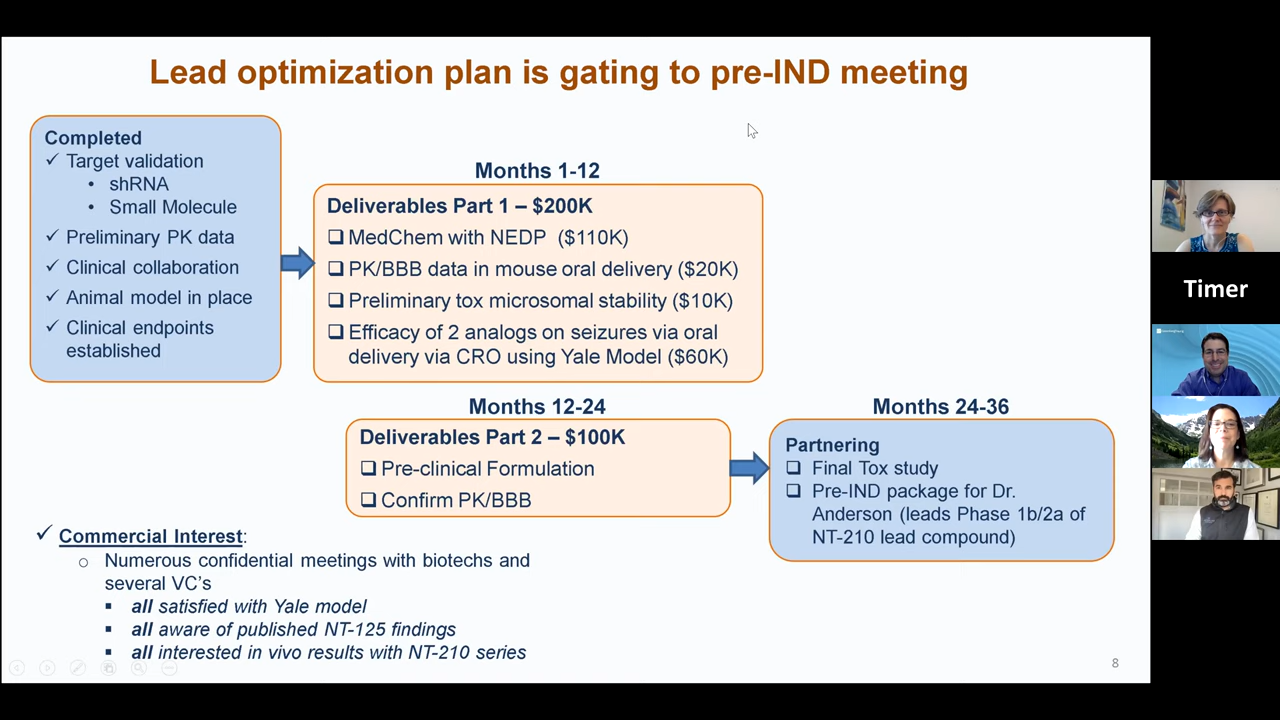 Lead optimization plan is gating to pre-IND meeting
Completed
✓ Target validation
• shRNA
• Small Molecule
✓ Preliminary PK data
✓ Clinical collaboration
✓ Animal model in place
✓ Clinical endpoints
established
Months 1-12
Deliverables Part 1 – $200K
❑ MedChem with NEDP ($110K)
❑ PK/BBB data in mouse oral delivery ($20K)
❑ Preliminary tox microsomal stability ($10K)
❑ Efficacy of 2 analogs on seizures via oral
delivery via CRO using Yale Model ($60K)
Months 12-24
Deliverables Part 2 – $100K
❑ Pre-clinical Formulation
❑ Confirm PK/BBB
Months 24-36
Partnering
❑ Final Tox study
❑ Pre-IND package for Dr.
Anderson (leads Phase 1b/2a of
NT-210 lead compound)
✓ Commercial Interest:
o Numerous confidential meetings with biotechs and
several VC's
▪ all satisfied with Yale model
▪ all aware of published NT-125 findings
▪ all interested in vivo results with NT-210 series
8
Timer